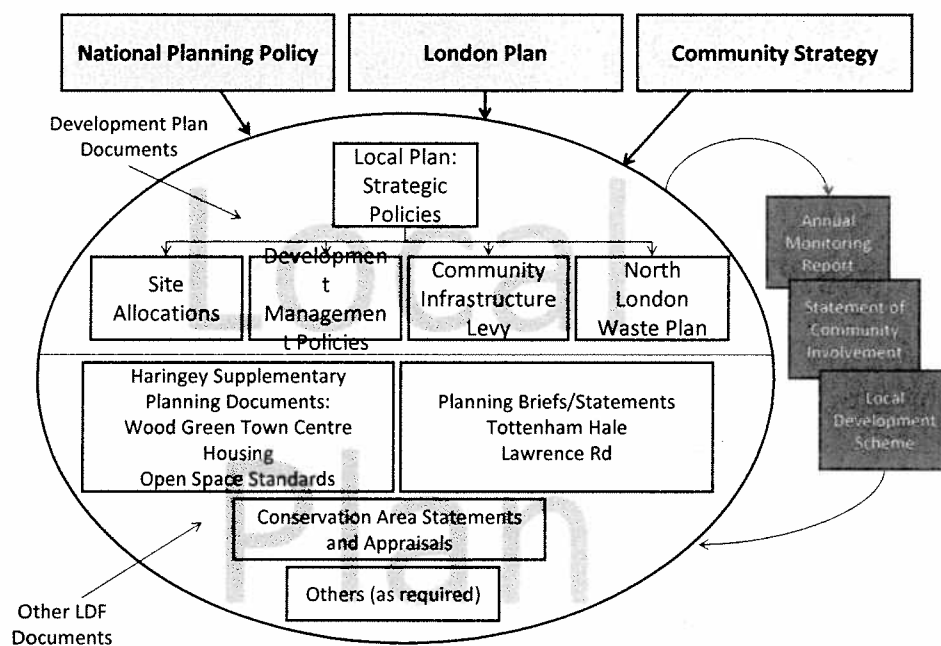 National Planning Policy
London Plan
Community Strategy
Development Plan
Documents
Local Plan:
Strategic
Policies
Local
Annual
Monitoring
Report
Site
Allocations
Developmen
t
Managemen
t Policies
Community
Infrastructure
Levy
North
London
Waste Plan
Statement of
Community
Involvement
Haringey Supplementary
Planning Documents:
Wood Green Town Centre
Housing
Open Space Standards
Planning Briefs/Statements
Tottenham Hale
Lawrence Rd
Local
Development
Scheme
Plan
Conservation Area Statements
and Appraisals
Others (as required)
Other LDF
Documents